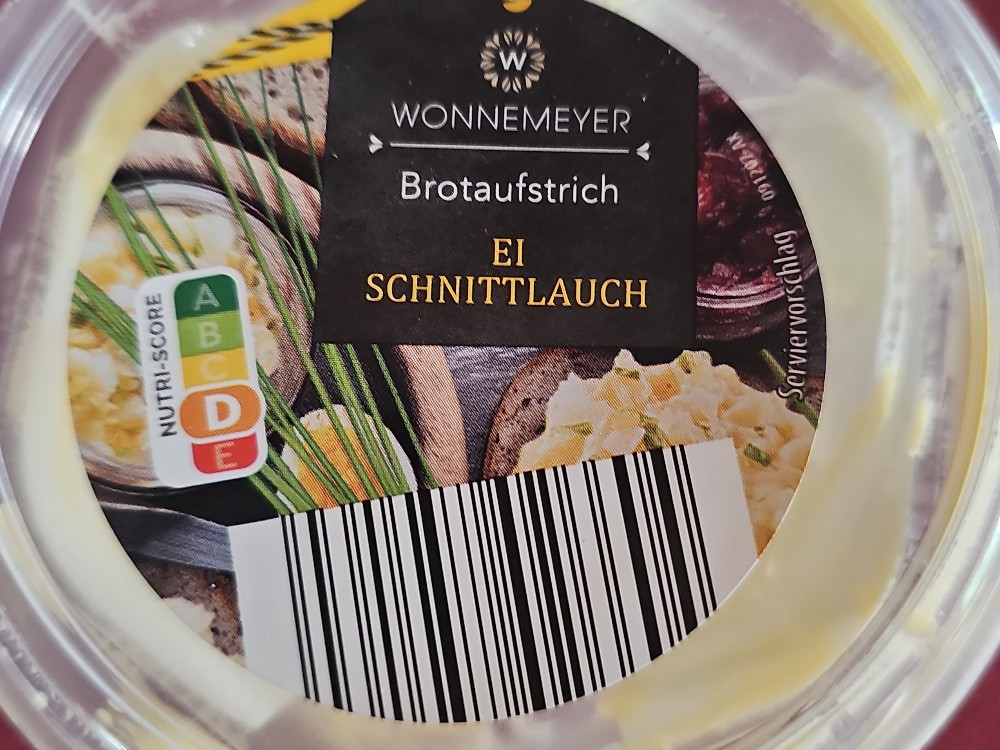 W
WONNEMEYER
Brotaufstrich
EI
SCHNITTLAUCH
NUTRI-SCORE
A
B
C
D
E
Serviervorschlag